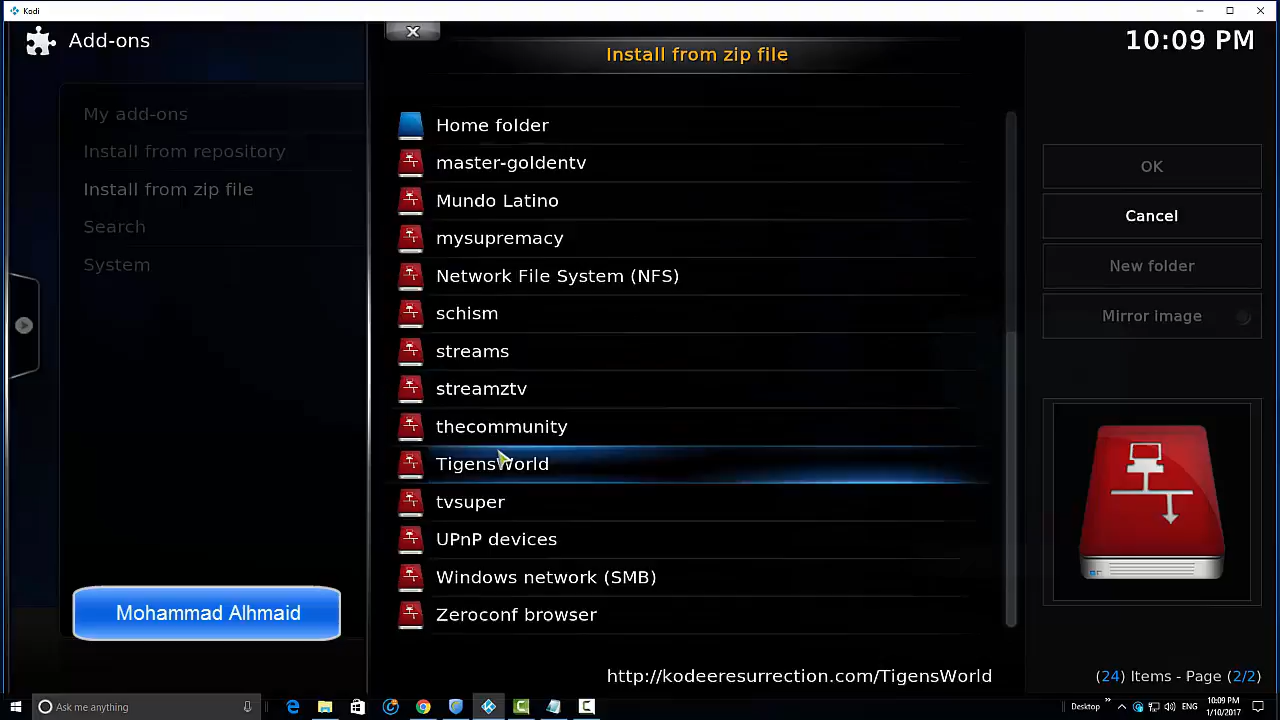 Kodi
Add-ons
Install from zip file
10:09 PM
My add-ons
Install from repository
Install from zip file
Search
System
Home folder
master-goldentv
Mundo Latino
mysupremacy
Network File System (NFS)
schism
streams
streamztv
thecommunity
TigensWorld
tvsuper
UPnP devices
Windows network (SMB)
Zeroconf browser
OK
Cancel
New folder
Mirror image
Mohammad Alhmaid
http://kodeeresurrection.com/TigensWorld
(24) Items - Page (2/2)
Ask me anything
Desktop
ENG
10:09 PM
1/10/2017